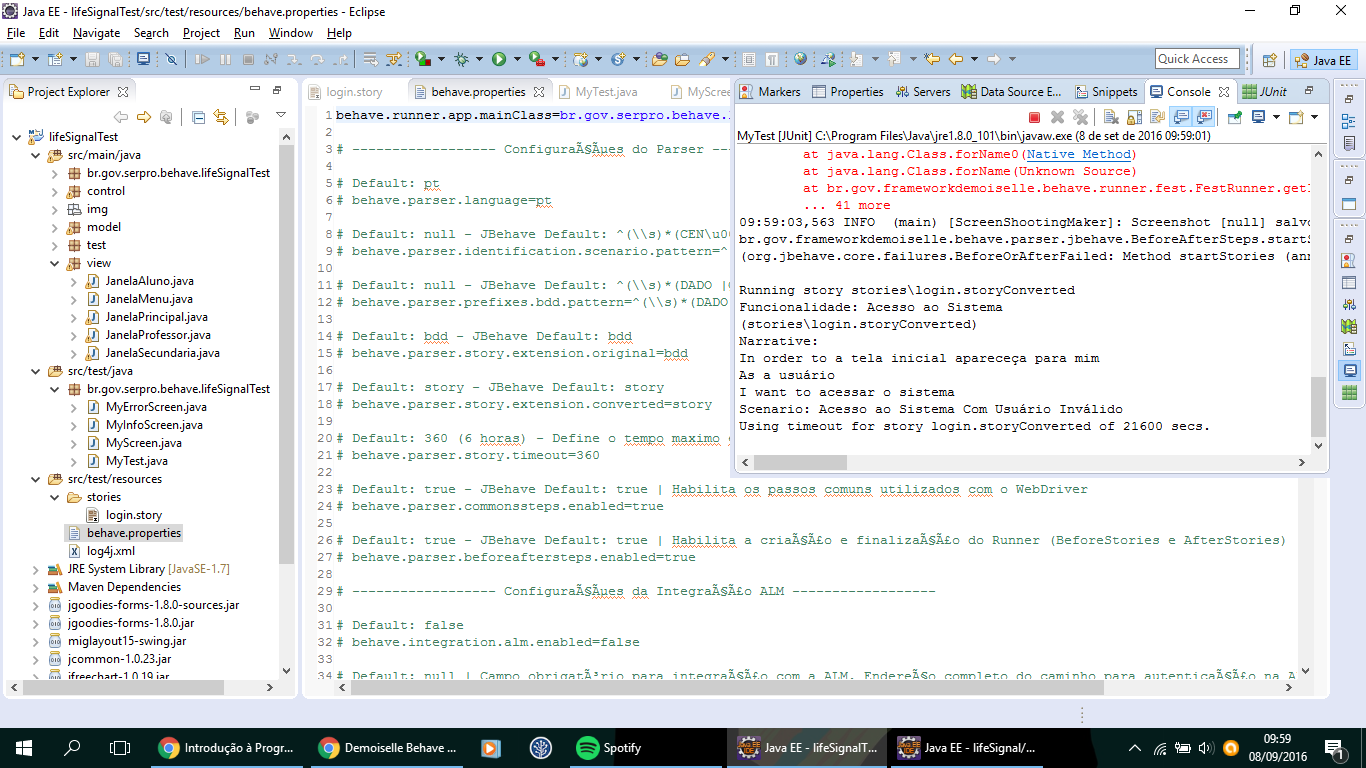 Java EE - lifeSignalTest/src/test/resources/behave.properties - Eclipse
File Edit Navigate Search Project Run Window Help
Quick Access
Java EE
Project Explorer
lifeSignalTest
src/main/java
br.gov.serpro.behave.lifeSignalTest
control
img
model
test
view
JanelaAluno.java
JanelaMenu.java
JanelaPrincipal.java
JanelaProfessor.java
JanelaSecundaria.java
src/test/java
br.gov.serpro.behave.lifeSignalTest
MyErrorScreen.java
MyInfoScreen.java
MyScreen.java
MyTest.java
src/test/resources
stories
login.story
behave.properties
log4j.xml
JRE System Library [JavaSE-1.7]
Maven Dependencies
jgoodies-forms-1.8.0-sources.jar
jgoodies-forms-1.8.0.jar
miglayout15-swing.jar
jcommon-1.0.23.jar
jfreechart-1.0.19.jar
login.story behave.properties MyTest.java MyScree
1 behave.runner.app.mainClass=br.gov.serpro.behave.
2
3 # ------------------ ConfiguraÃ§Ãµes do Parser --
4
5 # Default: pt
6 # behave.parser.language=pt
7
8 # Default: null - JBehave Default: ^(\\s)*(CEN\u00
9 # behave.parser.identification.scenario.pattern=^
10
11 # Default: null - JBehave Default: ^(\\s)*(DADO |
12 # behave.parser.prefixes.bdd.pattern=^(\\s)*(DADO
13
14 # Default: bdd - JBehave Default: bdd
15 # behave.parser.story.extension.original=bdd
16
17 # Default: story - JBehave Default: story
18 # behave.parser.story.extension.converted=story
19
20 # Default: 360 (6 horas) - Define o tempo maximo
21 # behave.parser.story.timeout=360
22
23 # Default: true - JBehave Default: true | Habilita os passos comuns utilizados com o WebDriver
24 # behave.parser.commonssteps.enabled=true
25
26 # Default: true - JBehave Default: true | Habilita a criaÃ§Ã£o e finalizaÃ§Ã£o do Runner (BeforeStories e AfterStories)
27 # behave.parser.beforeaftersteps.enabled=true
28
29 # ------------------ ConfiguraÃ§Ãµes da IntegraÃ§Ã£o ALM ------------------
30
31 # Default: false
32 # behave.integration.alm.enabled=false
33
34 # Default: null | Campo obrigatÃ³rio para integraÃ§Ã£o com a ALM. EndereÃ§o completo do caminho para autenticaÃ§Ã£o na A
Markers Properties Servers Data Source E... Snippets Console JUnit
MyTest [JUnit] C:\Program Files\Java\jre1.8.0_101\bin\javaw.exe (8 de set de 2016 09:59:01)
at java.lang.Class.forName0(Native Method)
at java.lang.Class.forName(Unknown Source)
at br.gov.frameworkdemoiselle.behave.runner.fest.FestRunner.getI
... 41 more
09:59:03,563 INFO (main) [ScreenShootingMaker]: Screenshot [null] salvo
br.gov.frameworkdemoiselle.behave.parser.jbehave.BeforeAfterSteps.startS
(org.jbehave.core.failures.BeforeOrAfterFailed: Method startStories (ann
Running story stories\login.storyConverted
Funcionalidade: Acesso ao Sistema
(stories\login.storyConverted)
Narrative:
In order to a tela inicial apareceça para mim
As a usuário
I want to acessar o sistema
Scenario: Acesso ao Sistema Com Usuário Inválido
Using timeout for story login.storyConverted of 21600 secs.
Introdução à Progr...
Demoiselle Behave ...
Spotify
Java EE - lifeSignalT...
Java EE - lifeSignal/...
09:59
08/09/2016
1